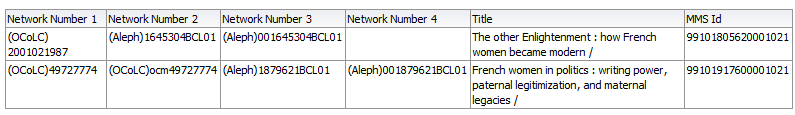 Network Number 1 Network Number 2 Network Number 3 Network Number 4 Title MMS Id
(OCoLC) (Aleph)1645304BCL01 (Aleph)001645304BCL01 The other Enlightenment : how French 99101805620001021
2001021987 women became modern /
(OCoLC)49727774 (OCoLC)ocm49727774 (Aleph)1879621BCL01 (Aleph)001879621BCL01 French women in politics : writing power, 99101917600001021
paternal legitimization, and maternal
legacies /